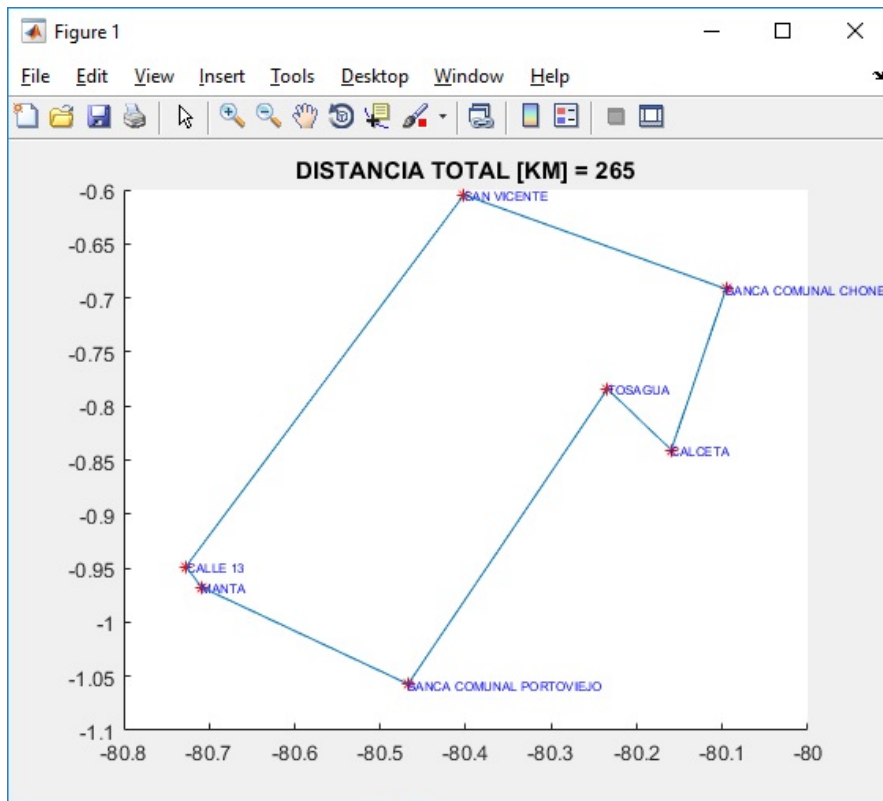 Figure 1
File Edit View Insert Tools Desktop Window Help
DISTANCIA TOTAL [KM] = 265
-0.6
SAN VICENTE
-0.65
-0.7
BANCA COMUNAL CHONE
-0.75
-0.8
TOSAGUA
-0.85
CALCETA
-0.9
-0.95
CALLE 13
MANTA
-1
-1.05
BANCA COMUNAL PORTOVIEJO
-1.1
-80.8 -80.7 -80.6 -80.5 -80.4 -80.3 -80.2 -80.1 -80